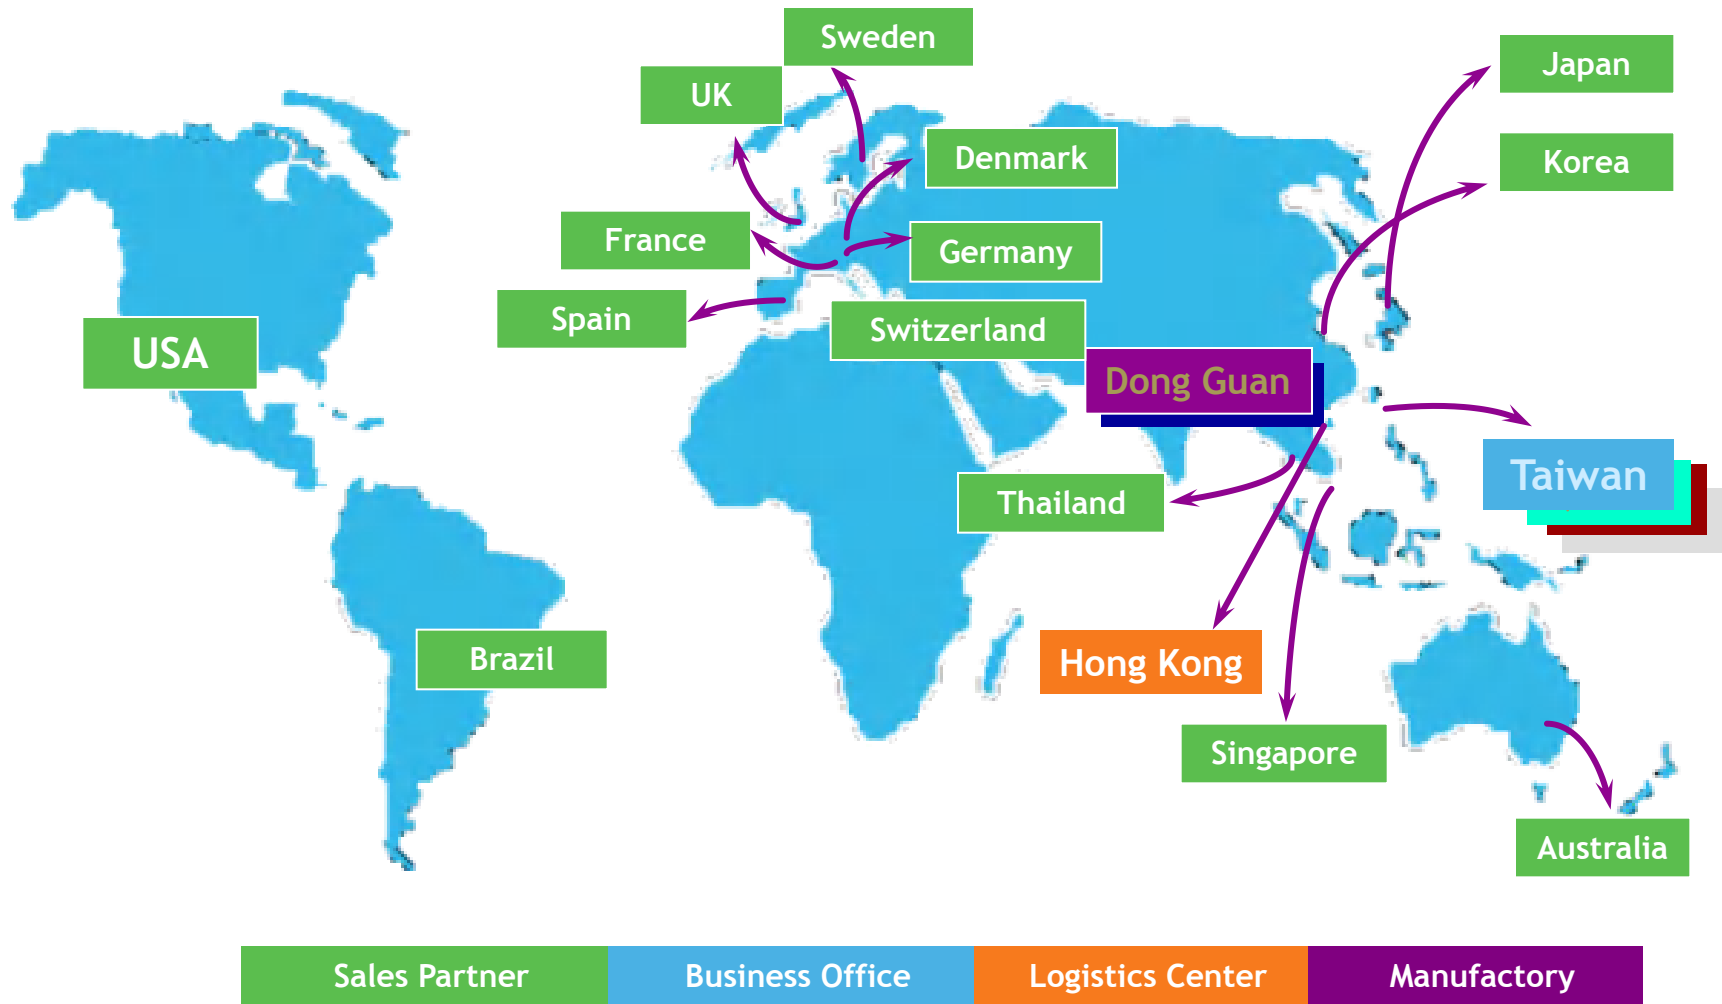 Sweden
Japan
UK
Denmark
Korea
France
Germany
Spain
Switzerland
USA
Dong Guan
Taiwan
Thailand
Brazil
Hong Kong
Singapore
Australia
Sales Partner
Business Office
Logistics Center
Manufactory